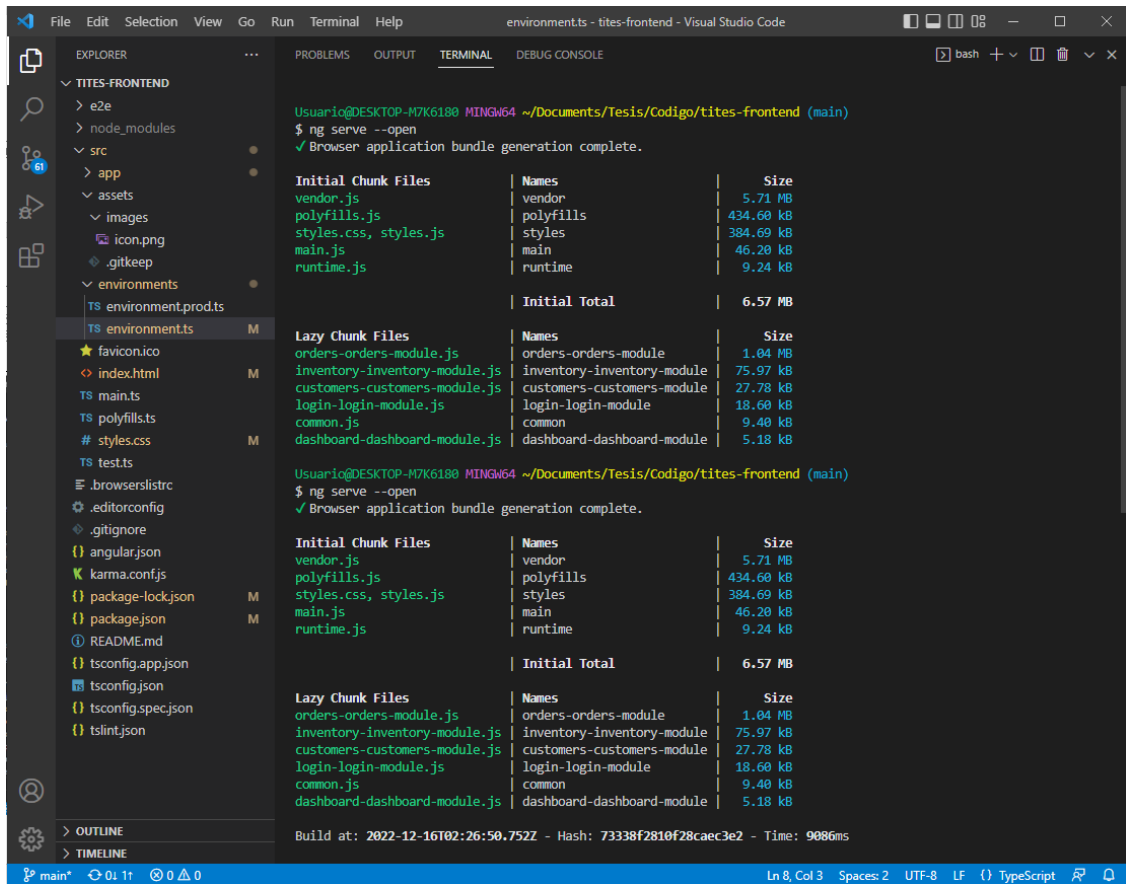 File Edit Selection View Go Run Terminal Help environment.ts - tites-frontend - Visual Studio Code
EXPLORER ...
TITES-FRONTEND
e2e
node_modules
src
app
assets
images
icon.png
.gitkeep
environments
TS environment.prod.ts
TS environment.ts M
favicon.ico
<> index.html M
TS main.ts
TS polyfills.ts
# styles.css M
TS test.ts
.browserslistrc
.editorconfig
.gitignore
{} angular.json
K karma.conf.js
{} package-lock.json M
{} package.json M
README.md
{} tsconfig.app.json
TS tsconfig.json
{} tsconfig.spec.json
{} tslint.json
OUTLINE
TIMELINE
61
PROBLEMS OUTPUT TERMINAL DEBUG CONSOLE bash
Usuario@DESKTOP-M7K6180 MINGW64 ~/Documents/Tesis/Codigo/tites-frontend (main)
$ ng serve --open
✓ Browser application bundle generation complete.
Initial Chunk Files | Names | Size
vendor.js | vendor | 5.71 MB
polyfills.js | polyfills | 434.60 kB
styles.css, styles.js | styles | 384.69 kB
main.js | main | 46.20 kB
runtime.js | runtime | 9.24 kB
| Initial Total | 6.57 MB
Lazy Chunk Files | Names | Size
orders-orders-module.js | orders-orders-module | 1.04 MB
inventory-inventory-module.js | inventory-inventory-module | 75.97 kB
customers-customers-module.js | customers-customers-module | 27.78 kB
login-login-module.js | login-login-module | 18.60 kB
common.js | common | 9.40 kB
dashboard-dashboard-module.js | dashboard-dashboard-module | 5.18 kB
Usuario@DESKTOP-M7K6180 MINGW64 ~/Documents/Tesis/Codigo/tites-frontend (main)
$ ng serve --open
✓ Browser application bundle generation complete.
Initial Chunk Files | Names | Size
vendor.js | vendor | 5.71 MB
polyfills.js | polyfills | 434.60 kB
styles.css, styles.js | styles | 384.69 kB
main.js | main | 46.20 kB
runtime.js | runtime | 9.24 kB
| Initial Total | 6.57 MB
Lazy Chunk Files | Names | Size
orders-orders-module.js | orders-orders-module | 1.04 MB
inventory-inventory-module.js | inventory-inventory-module | 75.97 kB
customers-customers-module.js | customers-customers-module | 27.78 kB
login-login-module.js | login-login-module | 18.60 kB
common.js | common | 9.40 kB
dashboard-dashboard-module.js | dashboard-dashboard-module | 5.18 kB
Build at: 2022-12-16T02:26:50.752Z - Hash: 73338f2810f28caec3e2 - Time: 9086ms
main* 0↓ 1↑ 0 0 Ln 8, Col 3 Spaces: 2 UTF-8 LF {} TypeScript